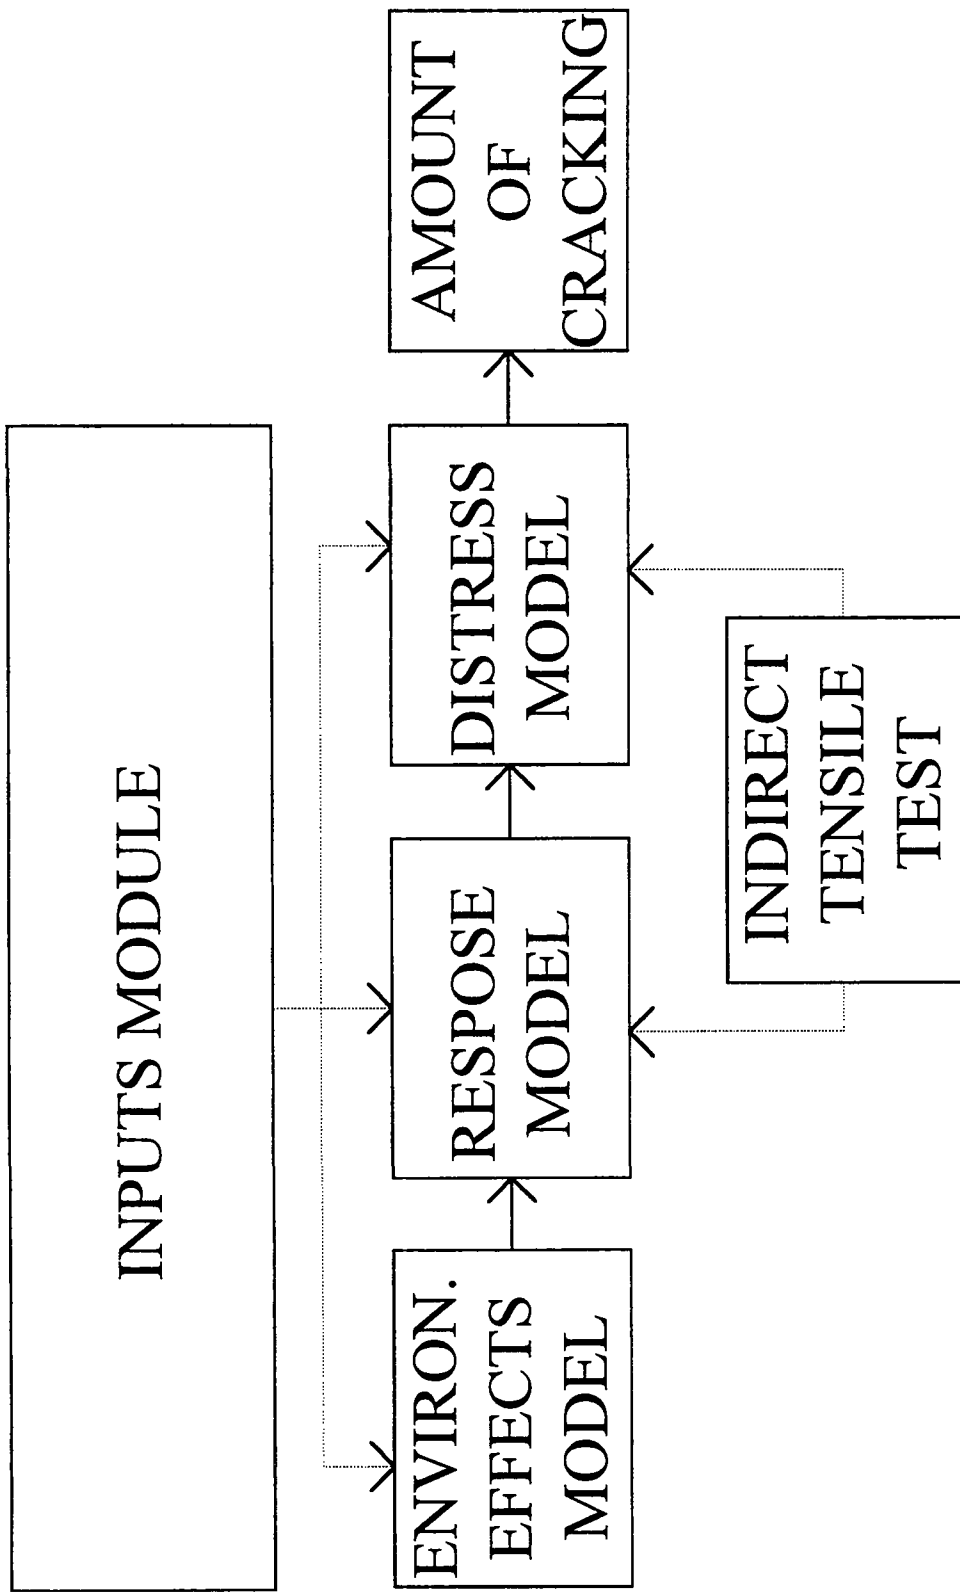 INPUTS MODULE
ENVIRON.
EFFECTS
MODEL
RESPOSE
MODEL
DISTRESS
MODEL
AMOUNT
OF
CRACKING
INDIRECT
TENSILE
TEST